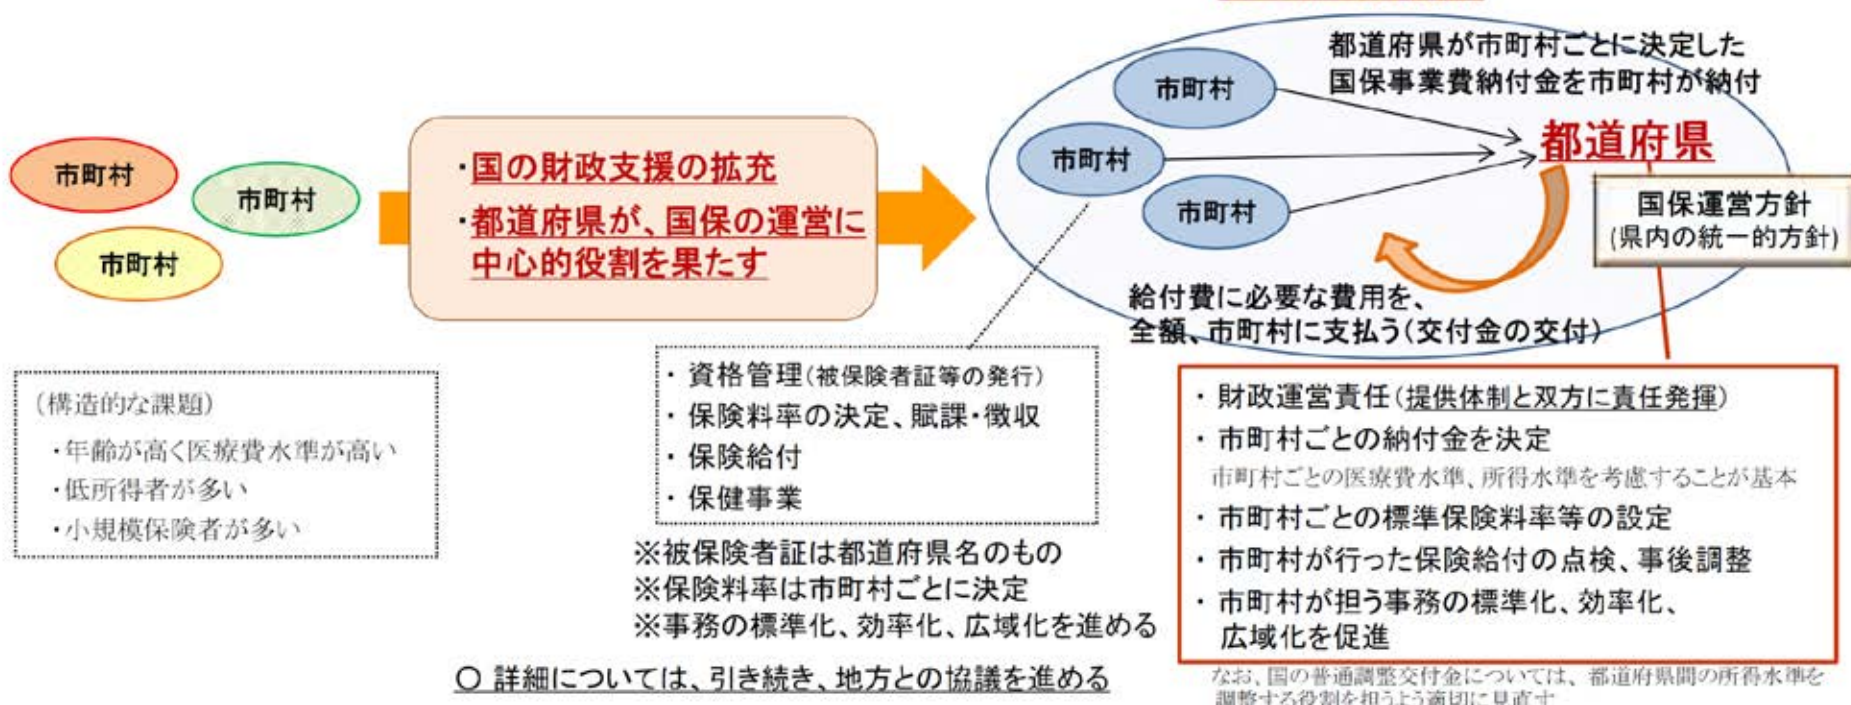 市町村
市町村
市町村
・国の財政支援の拡充
・都道府県が、国保の運営に
中心的役割を果たす
都道府県が市町村ごとに決定した
国保事業費納付金を市町村が納付
市町村
市町村
市町村
都道府県
国保運営方針
(県内の統一的方針)
給付費に必要な費用を、
全額、市町村に支払う(交付金の交付)
(構造的な課題)
・年齢が高く医療費水準が高い
・低所得者が多い
・小規模保険者が多い
・ 資格管理(被保険者証等の発行)
・ 保険料率の決定、賦課・徴収
・ 保険給付
・ 保健事業
※被保険者証は都道府県名のもの
※保険料率は市町村ごとに決定
※事務の標準化、効率化、広域化を進める
・ 財政運営責任(提供体制と双方に責任発揮)
・ 市町村ごとの納付金を決定
市町村ごとの医療費水準、所得水準を考慮することが基本
・ 市町村ごとの標準保険料率等の設定
・ 市町村が行った保険給付の点検、事後調整
・ 市町村が担う事務の標準化、効率化、
広域化を促進
なお、国の普通調整交付金については、都道府県間の所得水準を
調整する役割を担うよう適切に見直す
○ 詳細については、引き続き、地方との協議を進める